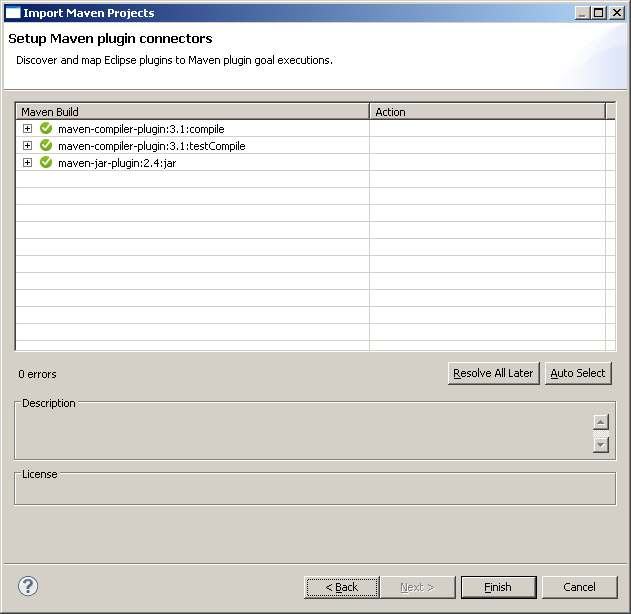 Import Maven Projects
Setup Maven plugin connectors
Discover and map Eclipse plugins to Maven plugin goal executions.
Maven Build Action
maven-compiler-plugin:3.1:compile
maven-compiler-plugin:3.1:testCompile
maven-jar-plugin:2.4:jar
0 errors Resolve All Later Auto Select
Description
License
? < Back Next > Finish Cancel